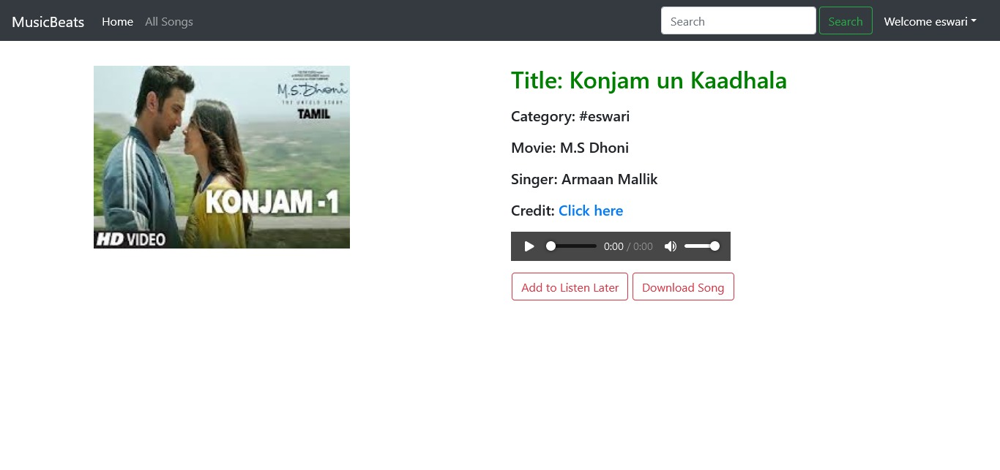 MusicBeats Home All Songs Search Search Welcome eswari
M.S.Dhoni
THE UNTOLD STORY
TAMIL
KONJAM -1
HD VIDEO
Title: Konjam un Kaadhala
Category: #eswari
Movie: M.S Dhoni
Singer: Armaan Mallik
Credit: Click here
0:00 / 0:00
Add to Listen Later Download Song